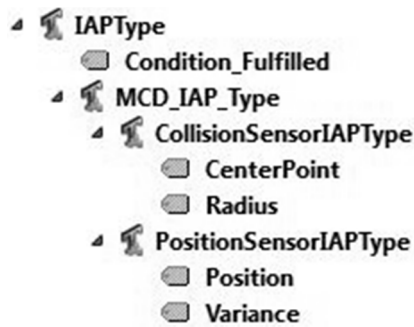 IAPType
Condition_Fulfilled
MCD_IAP_Type
CollisionSensorIAPType
CenterPoint
Radius
PositionSensorIAPType
Position
Variance